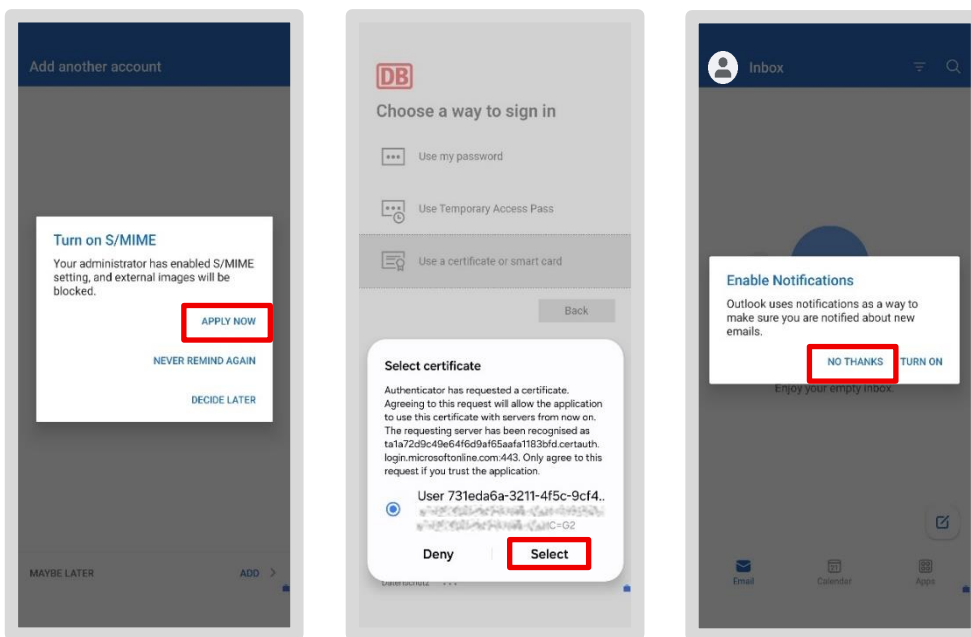 Add another account
Turn on S/MIME
Your administrator has enabled S/MIME
setting, and external images will be
blocked.
APPLY NOW
NEVER REMIND AGAIN
DECIDE LATER
MAYBE LATER
ADD >
DB
Choose a way to sign in
Use my password
Use Temporary Access Pass
Use a certificate or smart card
Back
Select certificate
Authenticator has requested a certificate.
Agreeing to this request will allow the application
to use this certificate with servers from now on.
The requesting server has been recognised as
ta1a72d9c49e64f6d9af65aafa1183bfd.certauth.
login.microsoftonline.com:443. Only agree to this
request if you trust the application.
User 731eda6a-3211-4f5c-9cf4..
C=G2
Deny
Select
Datenschutz ...
Inbox
Enable Notifications
Outlook uses notifications as a way to
make sure you are notified about new
emails.
NO THANKS
TURN ON
Enjoy your empty inbox.
Email
Calendar
Apps